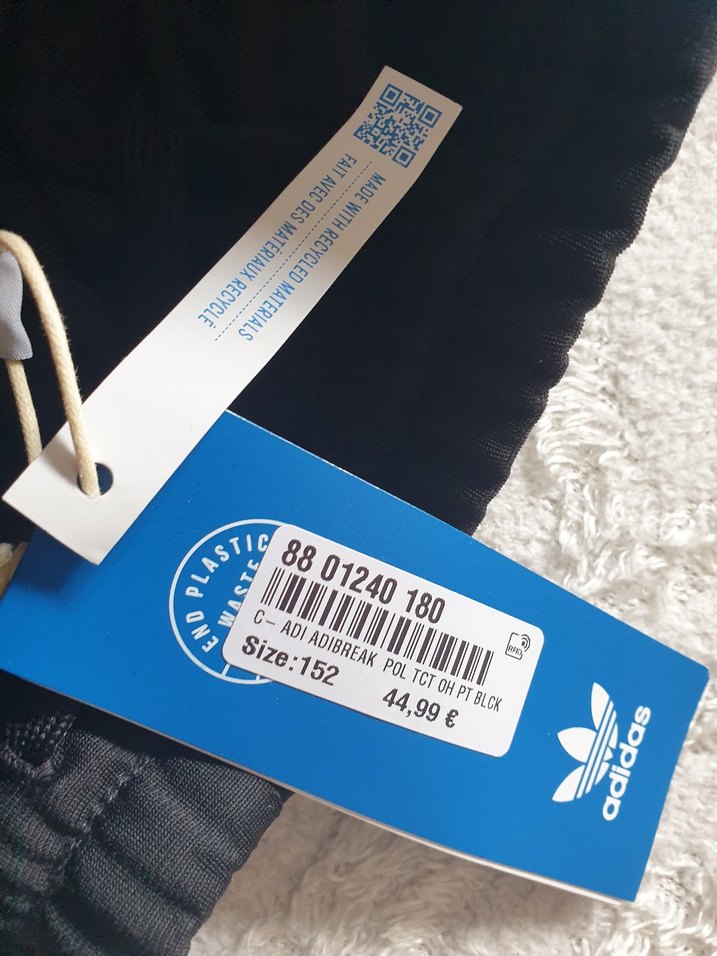 MADE WITH RECYCLED MATERIALS
FAIT AVEC DES MATÉRIAUX RECYCLÉ
END PLASTIC WASTE
88 01240 180
RFID
C- ADI ADIBREAK POL TCT OH PT BLCK
Size:152
44,99 €
adidas